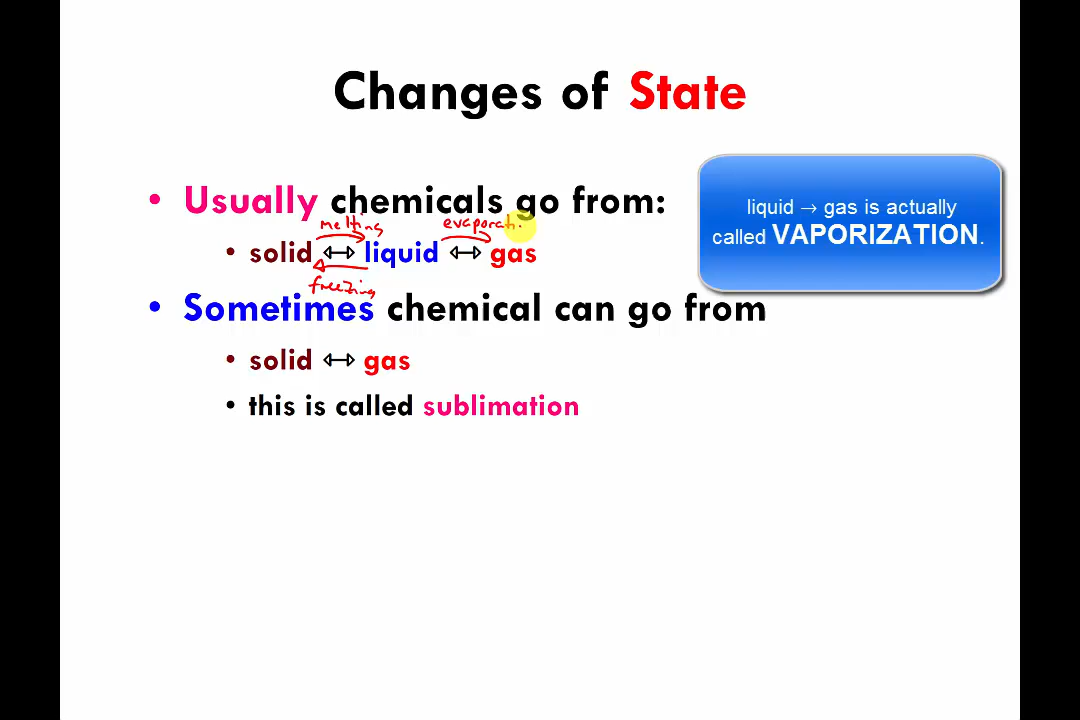 Changes of State
• Usually chemicals go from:
melting evaporati
• solid ⇔ liquid ⇔ gas
freezing
• Sometimes chemical can go from
• solid ⇔ gas
• this is called sublimation
liquid → gas is actually
called VAPORIZATION.